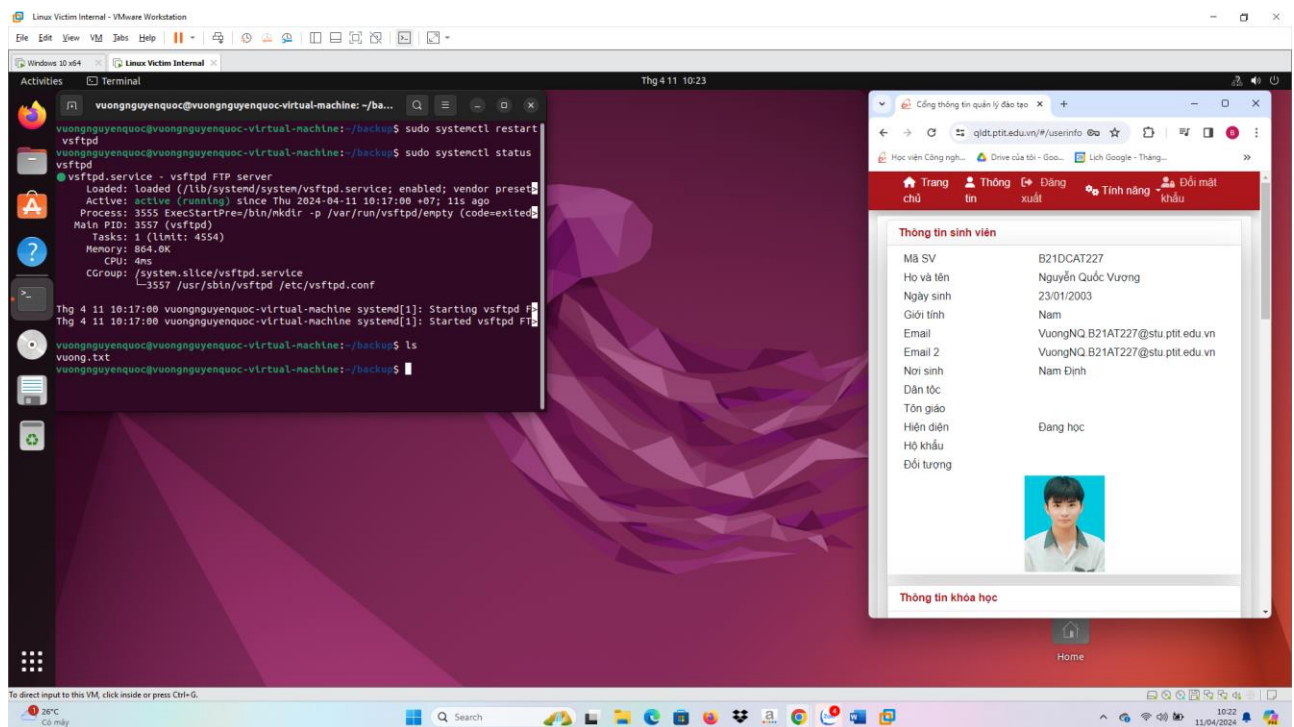 Linux Victim Internal - VMware Workstation
File Edit View VM Tabs Help
Windows 10 x64
Linux Victim Internal
Activities
Terminal
Thg 4 11 10:23
vuongnguyenquoc@vuongnguyenquoc-virtual-machine: ~/ba...
vuongnguyenquoc@vuongnguyenquoc-virtual-machine:~/backup$ sudo systemctl restart
vsftpd
vuongnguyenquoc@vuongnguyenquoc-virtual-machine:~/backup$ sudo systemctl status
vsftpd
● vsftpd.service - vsftpd FTP server
Loaded: loaded (/lib/systemd/system/vsftpd.service; enabled; vendor preset>
Active: active (running) since Thu 2024-04-11 10:17:00 +07; 11s ago
Process: 3555 ExecStartPre=/bin/mkdir -p /var/run/vsftpd/empty (code=exited>
Main PID: 3557 (vsftpd)
Tasks: 1 (limit: 4554)
Memory: 864.0K
CPU: 4ms
CGroup: /system.slice/vsftpd.service
└─3557 /usr/sbin/vsftpd /etc/vsftpd.conf
Thg 4 11 10:17:00 vuongnguyenquoc-virtual-machine systemd[1]: Starting vsftpd F>
Thg 4 11 10:17:00 vuongnguyenquoc-virtual-machine systemd[1]: Started vsftpd FT>
vuongnguyenquoc@vuongnguyenquoc-virtual-machine:~/backup$ ls
vuong.txt
vuongnguyenquoc@vuongnguyenquoc-virtual-machine:~/backup$
Cổng thông tin quản lý đào tạo
qldt.ptit.edu.vn/#/userinfo
B
Học viện Công ngh...
Drive của tôi - Goo...
Lịch Google - Tháng...
Trang chủ
Thông tin
Đăng xuất
Tính năng
Đổi mật khẩu
Thông tin sinh viên
Mã SV B21DCAT227
Họ và tên Nguyễn Quốc Vượng
Ngày sinh 23/01/2003
Giới tính Nam
Email VuongNQ.B21AT227@stu.ptit.edu.vn
Email 2 VuongNQ.B21AT227@stu.ptit.edu.vn
Nơi sinh Nam Định
Dân tộc
Tôn giáo
Hiện diện Đang học
Hộ khẩu
Đối tượng
Thông tin khóa học
Home
To direct input to this VM, click inside or press Ctrl+G.
1
26°C
Có mây
Search
a
4
10:22
11/04/2024